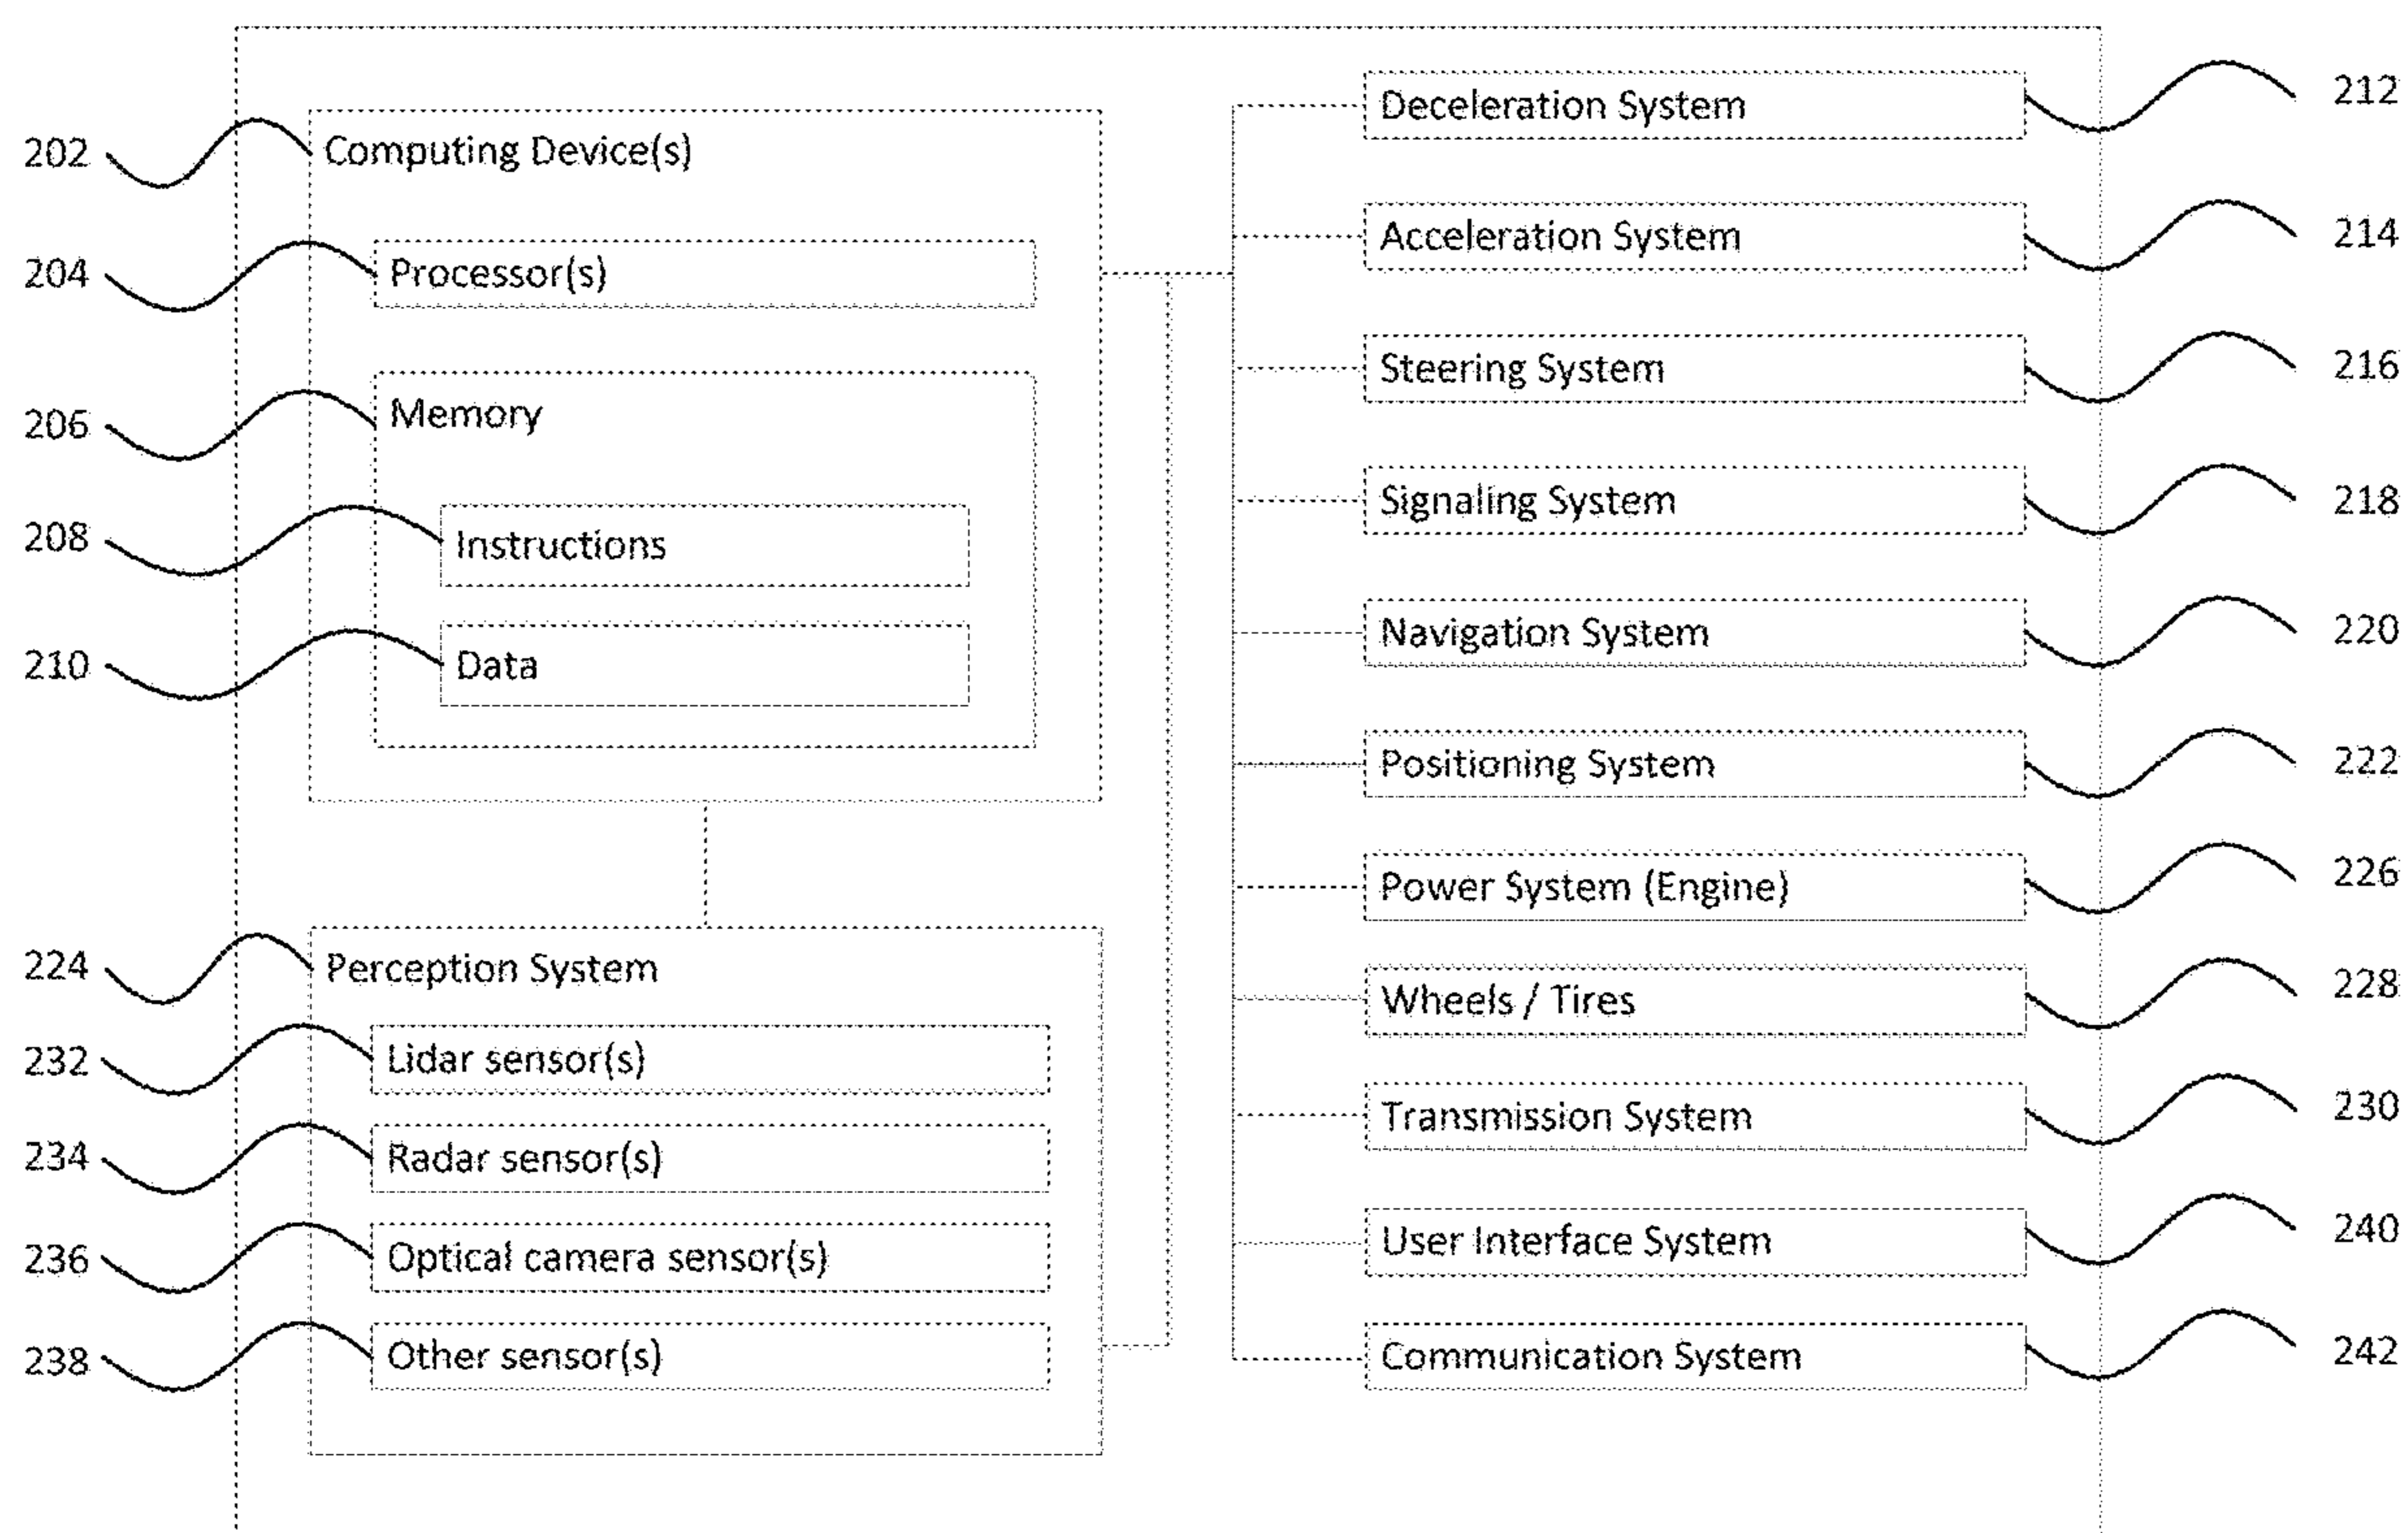 202 Computing Device(s)
204 Processor(s)
206 Memory
208 Instructions
210 Data
224 Perception System
232 Lidar sensor(s)
234 Radar sensor(s)
236 Optical camera sensor(s)
238 Other sensor(s)
Deceleration System 212
Acceleration System 214
Steering System 216
Signaling System 218
Navigation System 220
Positioning System 222
Power System (Engine) 226
Wheels / Tires 228
Transmission System 230
User Interface System 240
Communication System 242